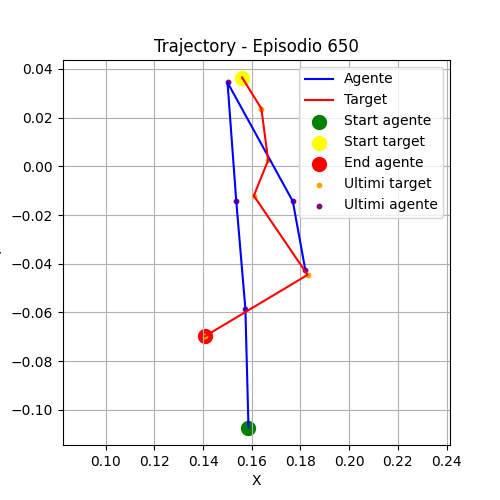 Trajectory - Episodio 650
0.04
0.02
0.00
−0.02
−0.04
−0.06
−0.08
−0.10
Agente
Target
Start agente
Start target
End agente
Ultimi target
Ultimi agente
0.10 0.12 0.14 0.16 0.18 0.20 0.22 0.24
X